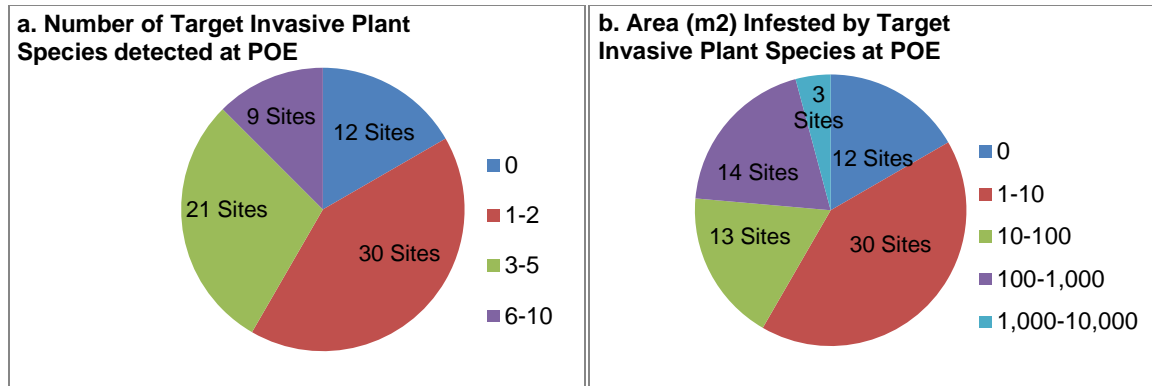 a. Number of Target Invasive Plant
Species detected at POE
9 Sites
12 Sites
21 Sites
30 Sites
0
1-2
3-5
6-10
b. Area (m2) Infested by Target
Invasive Plant Species at POE
3
Sites
12 Sites
14 Sites
13 Sites
30 Sites
0
1-10
10-100
100-1,000
1,000-10,000